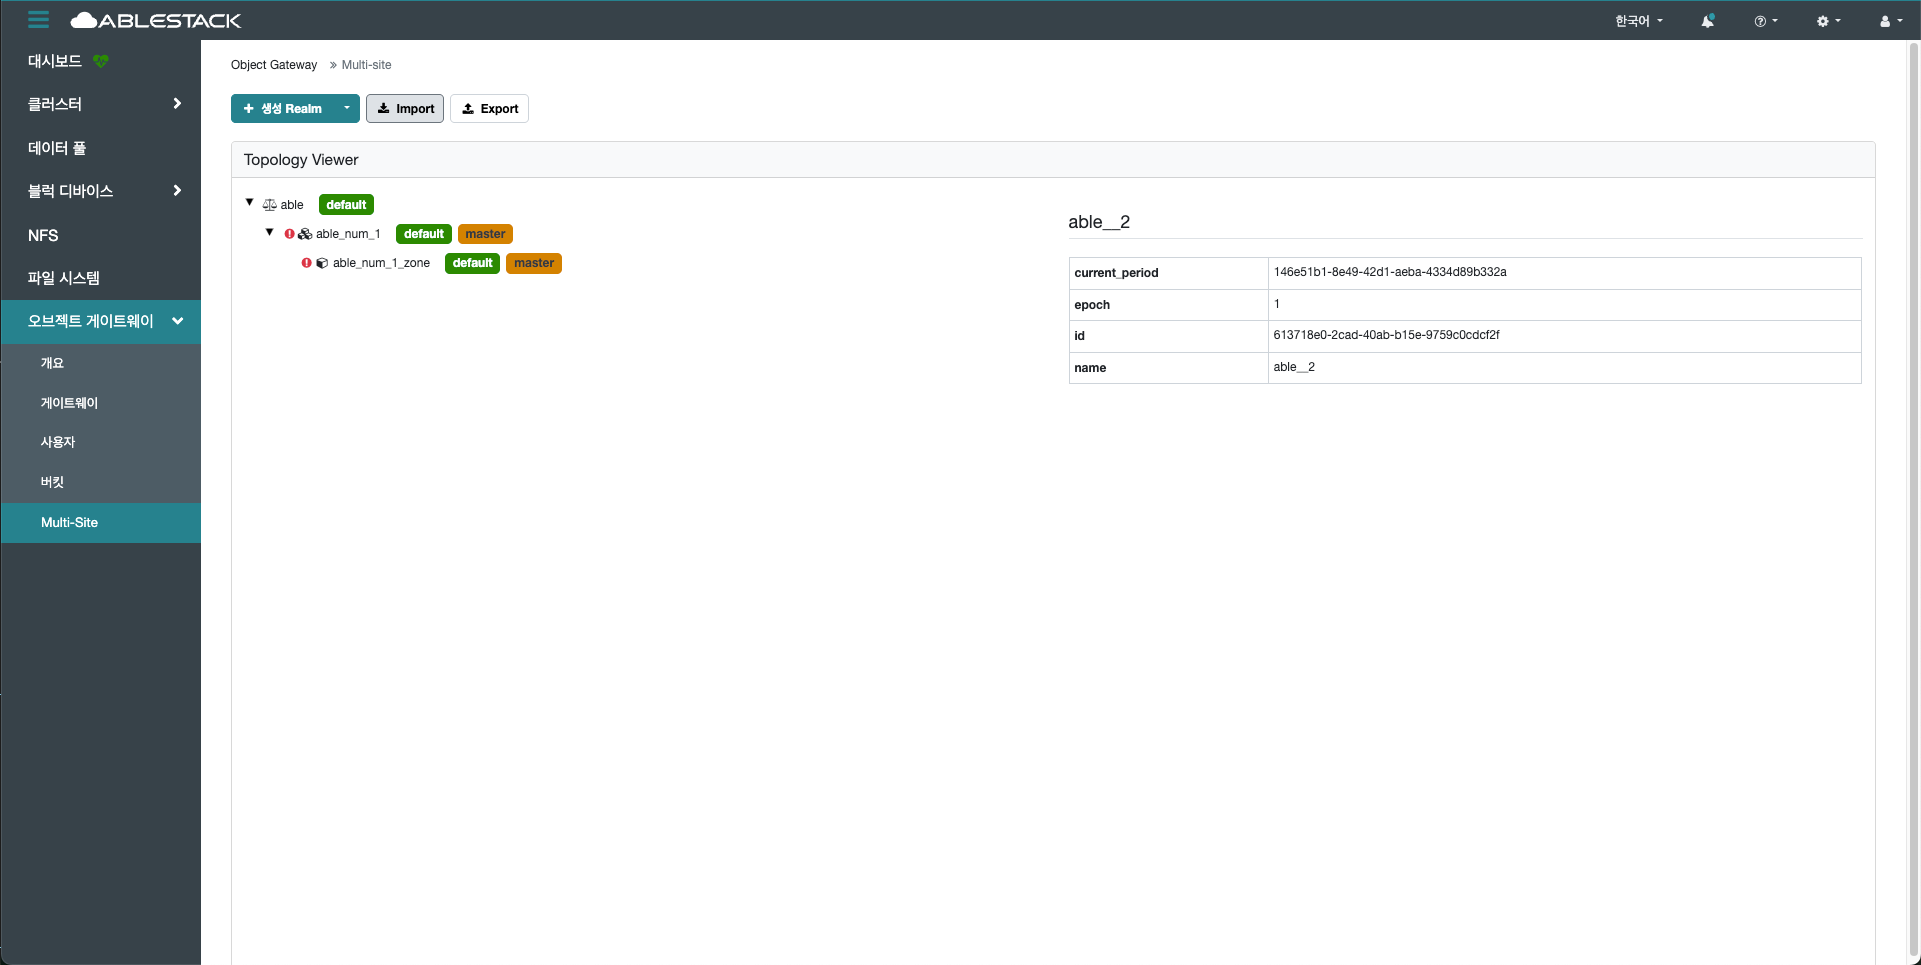 ABLESTACK
한국어
대시보드
클러스터
데이터 풀
블럭 디바이스
NFS
파일 시스템
오브젝트 게이트웨이
개요
게이트웨이
사용자
버킷
Multi-Site
Object Gateway » Multi-site
생성 Realm Import Export
Topology Viewer
able default
able_num_1 default master
able_num_1_zone default master
able__2
current_period 146e51b1-8e49-42d1-aeba-4334d89b332a
epoch 1
id 613718e0-2cad-40ab-b15e-9759c0cdcf2f
name able__2